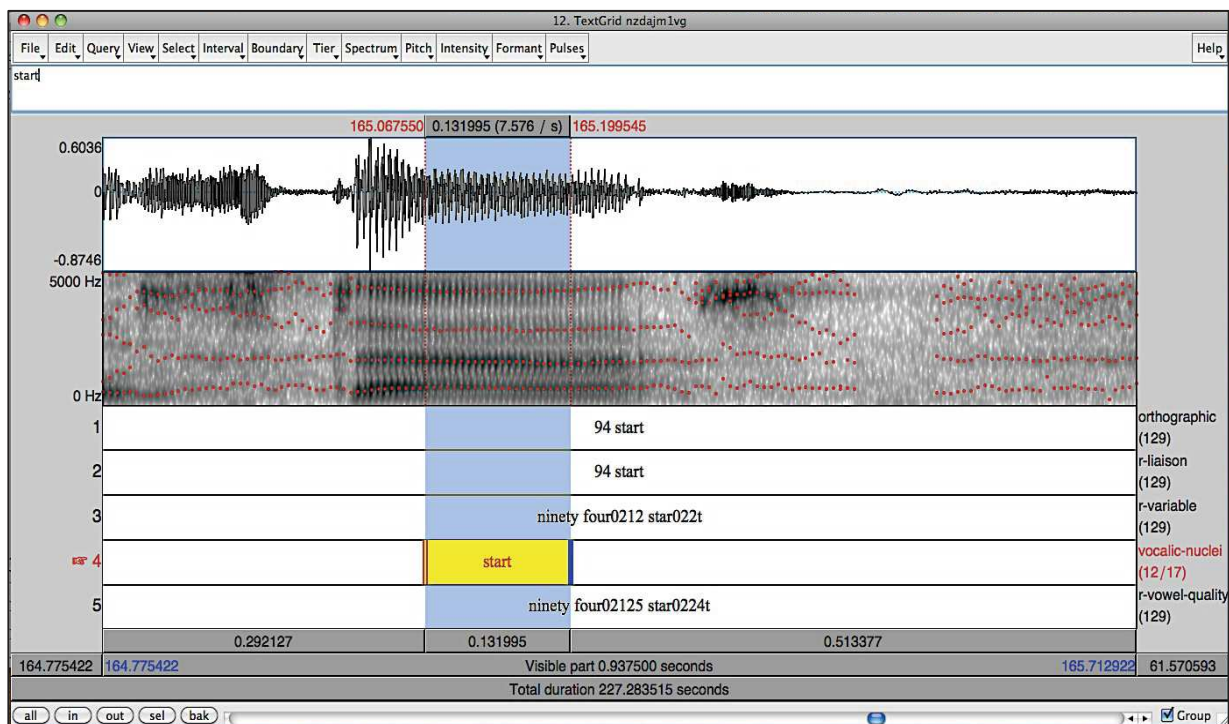 12. TextGrid nzdajm1vg
File Edit Query View Select Interval Boundary Tier Spectrum Pitch Intensity Formant Pulses Help
start
165.067550 0.131995 (7.576 / s) 165.199545
0.6036
0
-0.8746
5000 Hz
0 Hz
1 94 start orthographic (129)
2 94 start r-liaison (129)
3 ninety four0212 star022t r-variable (129)
☞ 4 start vocalic-nuclei (12/17)
5 ninety four02125 star0224t r-vowel-quality (129)
0.292127 0.131995 0.513377
164.775422 164.775422 Visible part 0.937500 seconds 165.712922 61.570593
Total duration 227.283515 seconds
all in out sel bak Group